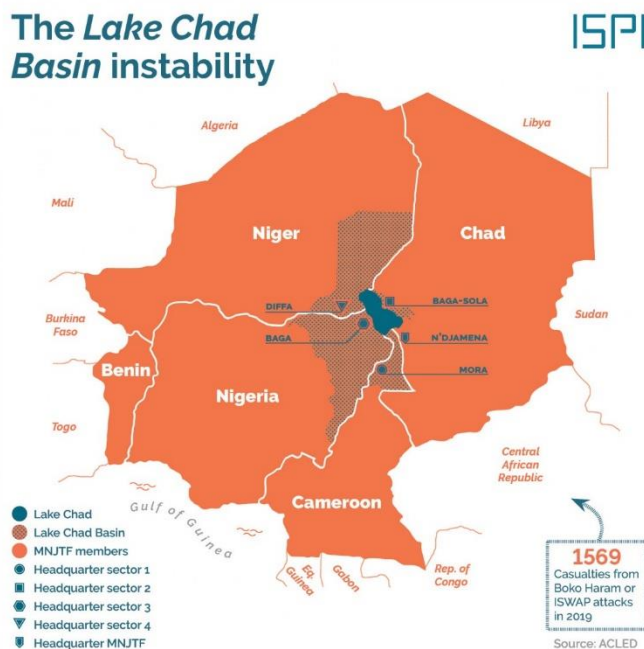 The Lake Chad
Basin instability
ISPI
Algeria
Libya
Mali
Niger
Chad
DIFFA
BAGA-SOLA
Burkina
Faso
BAGA
N'DJAMENA
Sudan
Benin
Nigeria
MORA
Togo
Central
African
Republic
Cameroon
Gulf of Guinea
Eq.
Guinea
Gabon
Rep. of
Congo
Lake Chad
Lake Chad Basin
MNJTF members
Headquarter sector 1
Headquarter sector 2
Headquarter sector 3
Headquarter sector 4
Headquarter MNJTF
1569
Casualties from
Boko Haram or
ISWAP attacks
in 2019
Source: ACLED